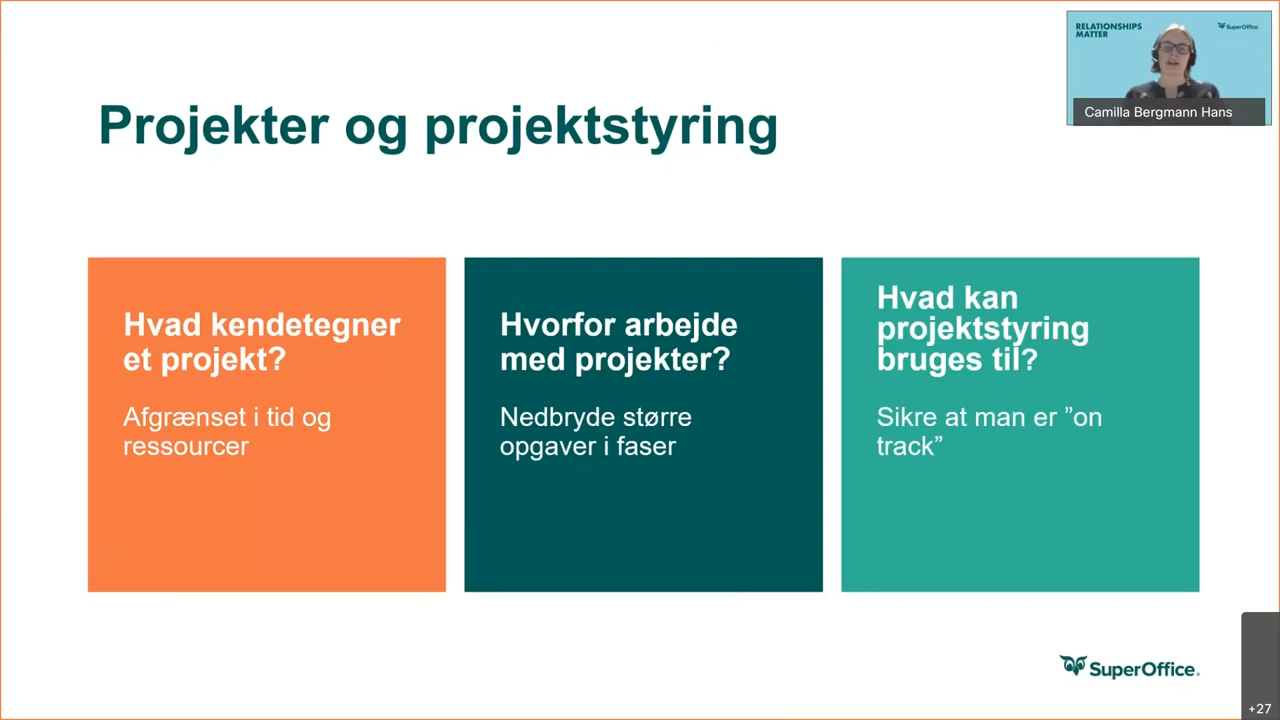 RELATIONSHIPS
MATTER
SuperOffice
Camilla Bergmann Hans
Projekter og projektstyring
Hvad kendetegner
et projekt?
Afgrænset i tid og
ressourcer
Hvorfor arbejde
med projekter?
Nedbryde større
opgaver i faser
Hvad kan
projektstyring
bruges til?
Sikre at man er ”on
track”
SuperOffice.
+27